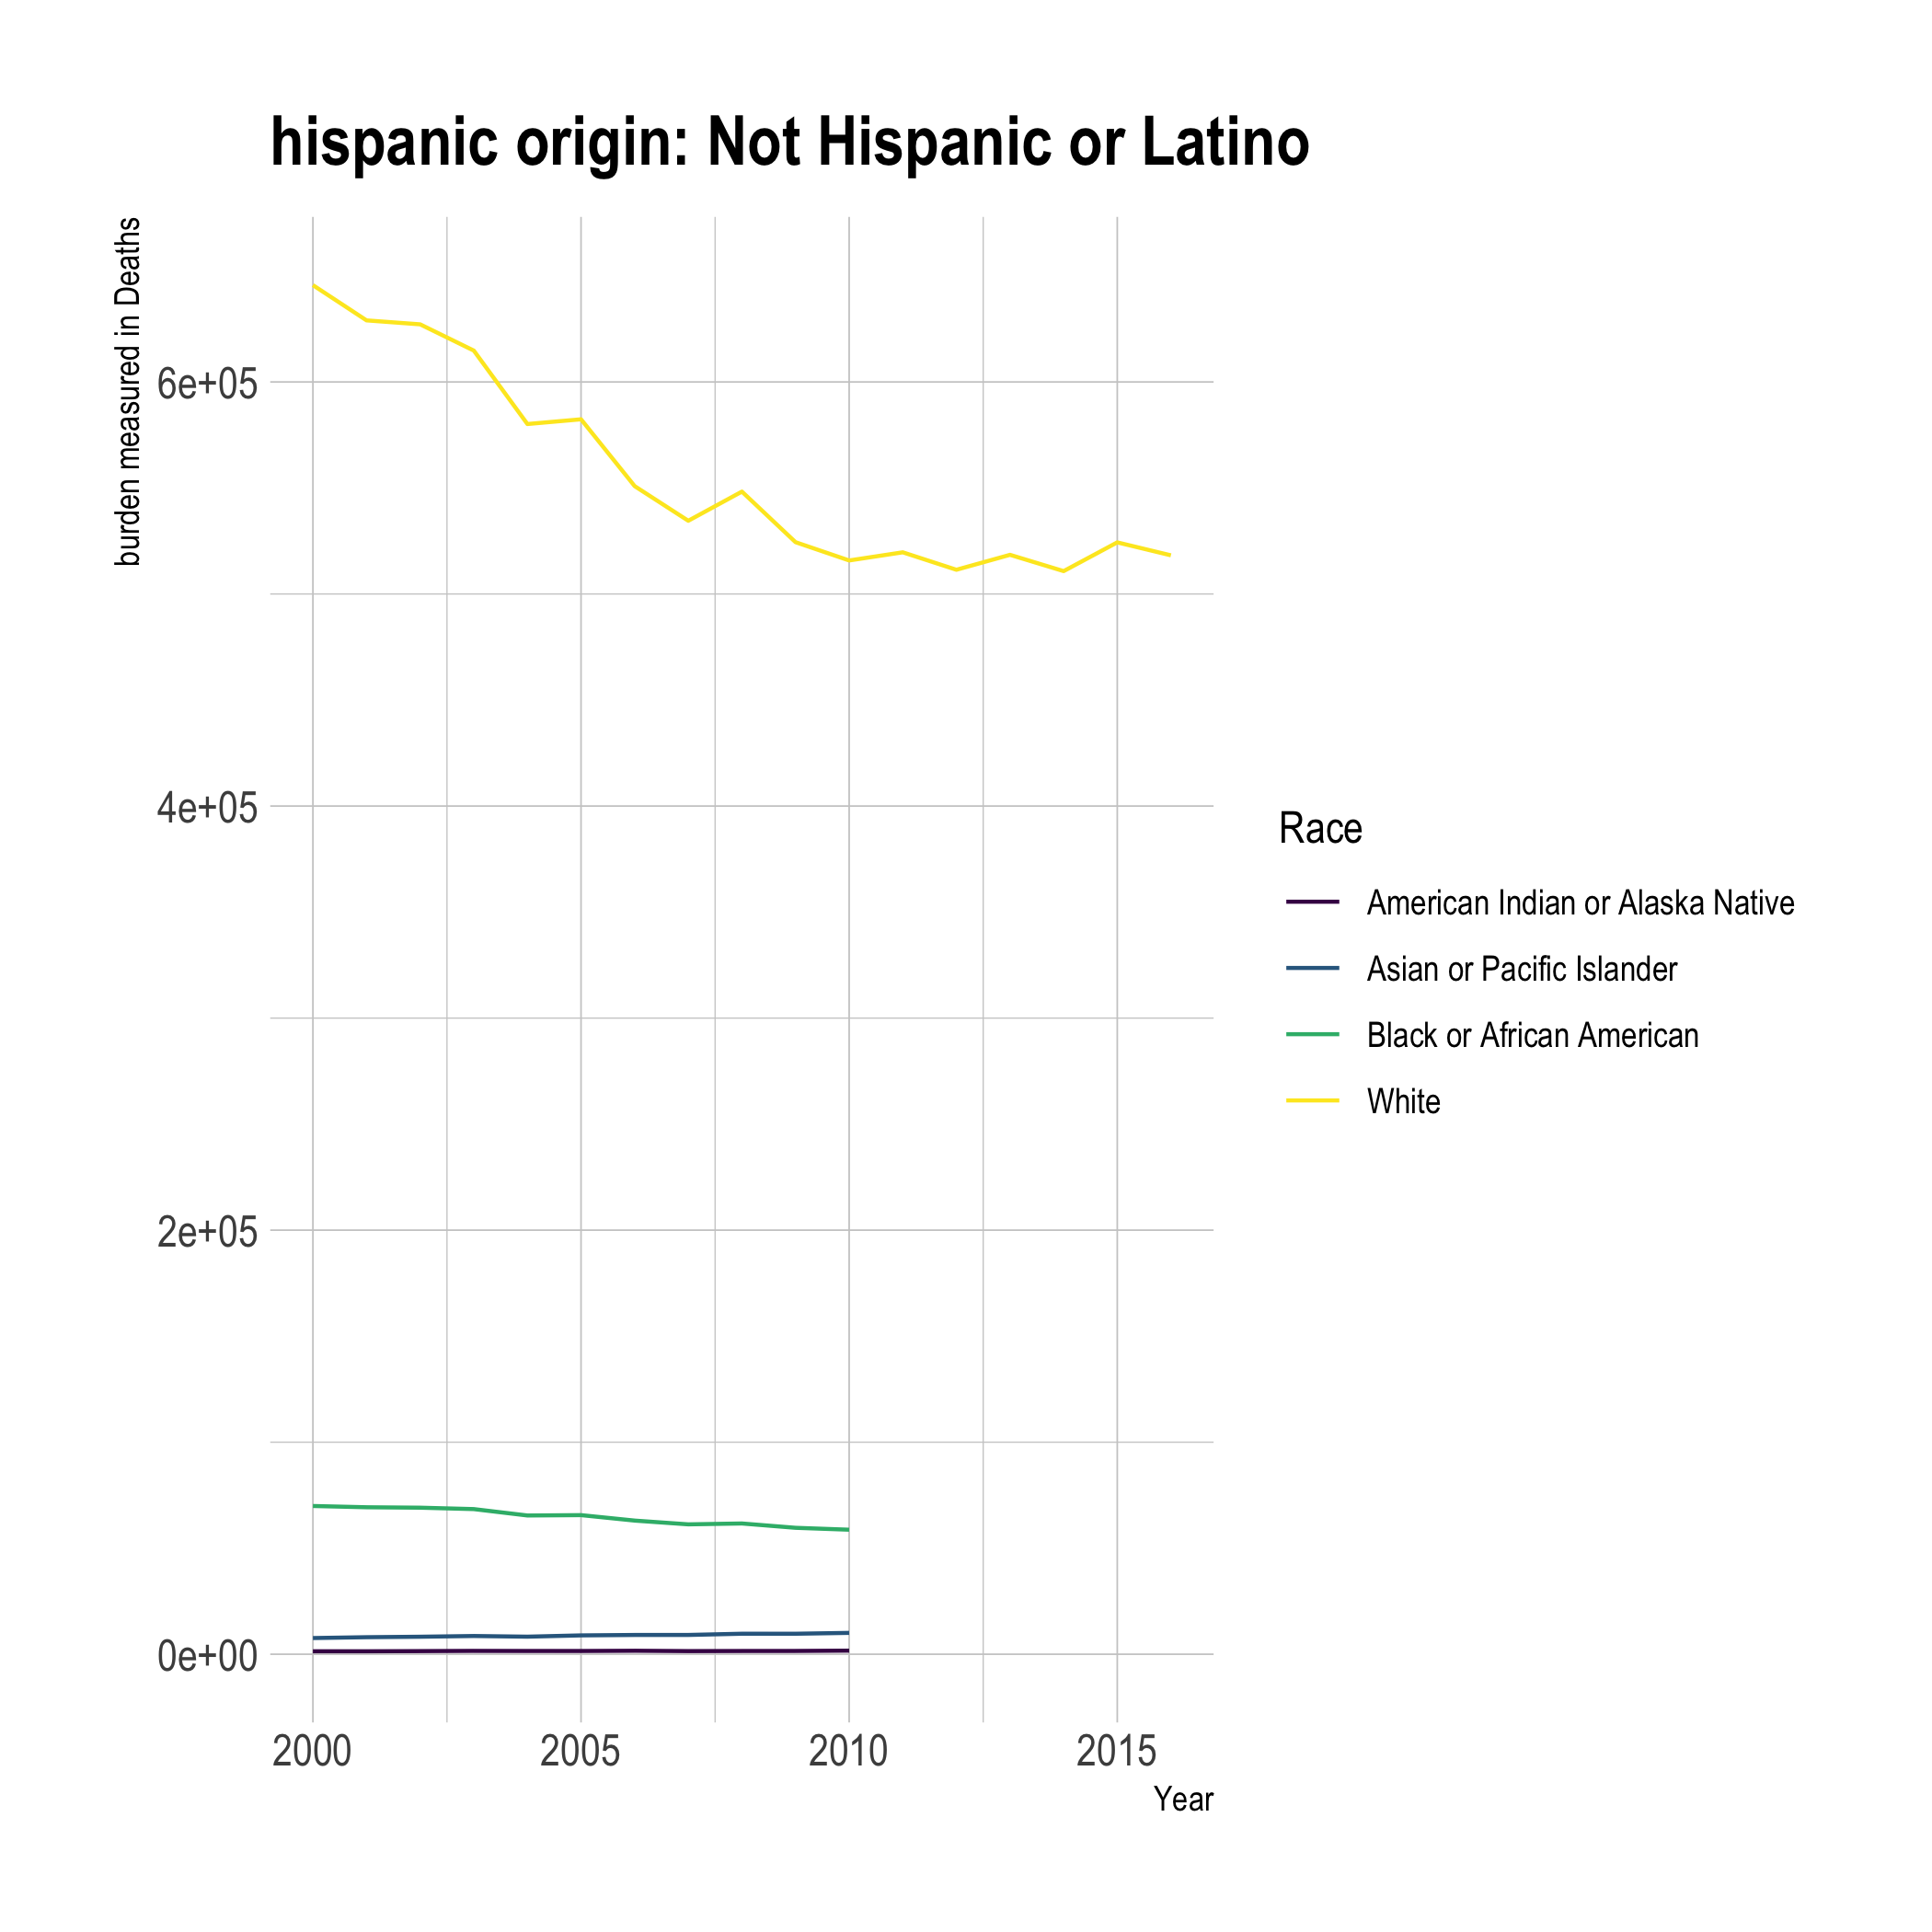 hispanic origin: Not Hispanic or Latino
burden measured in Deaths
6e+05
4e+05
2e+05
0e+00
2000
2005
2010
2015
Year
Race
American Indian or Alaska Native
Asian or Pacific Islander
Black or African American
White